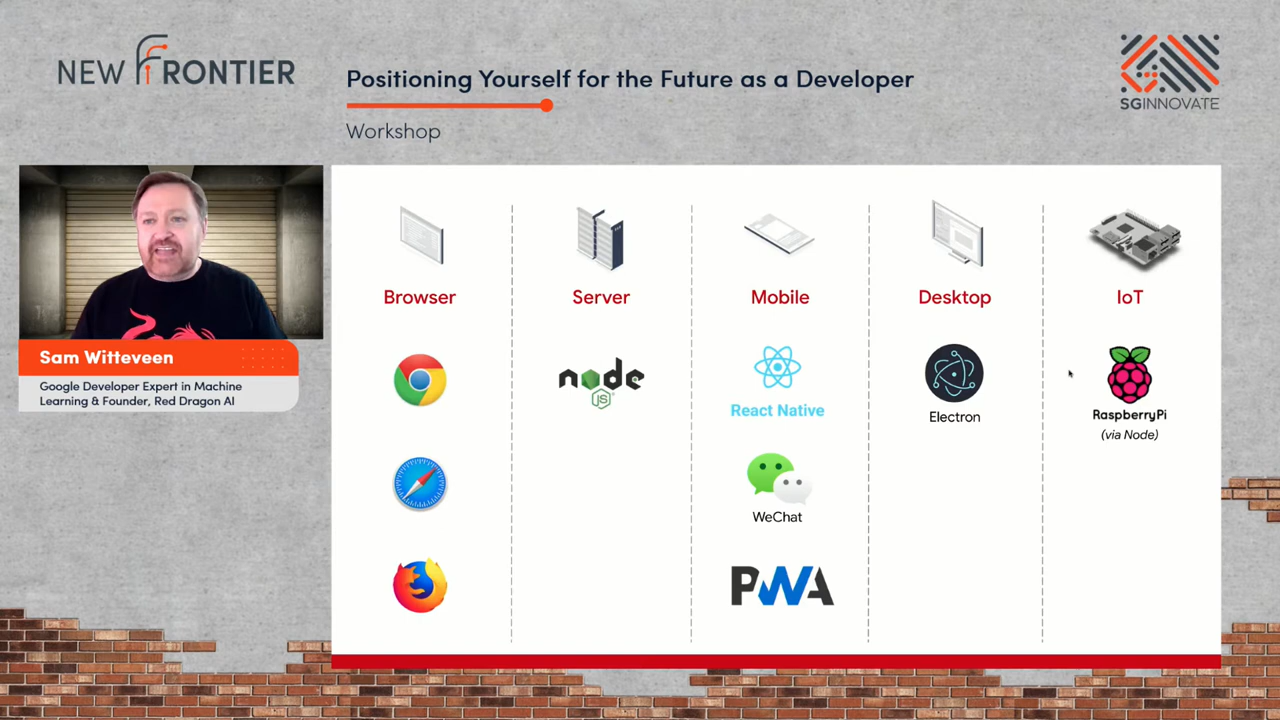 NEW FRONTIER
Positioning Yourself for the Future as a Developer
Workshop
SGINNOVATE
Sam Witteveen
Google Developer Expert in Machine
Learning & Founder, Red Dragon AI
Browser
Server
Mobile
Desktop
IoT
node
JS
React Native
Electron
RaspberryPi
(via Node)
WeChat
PWA